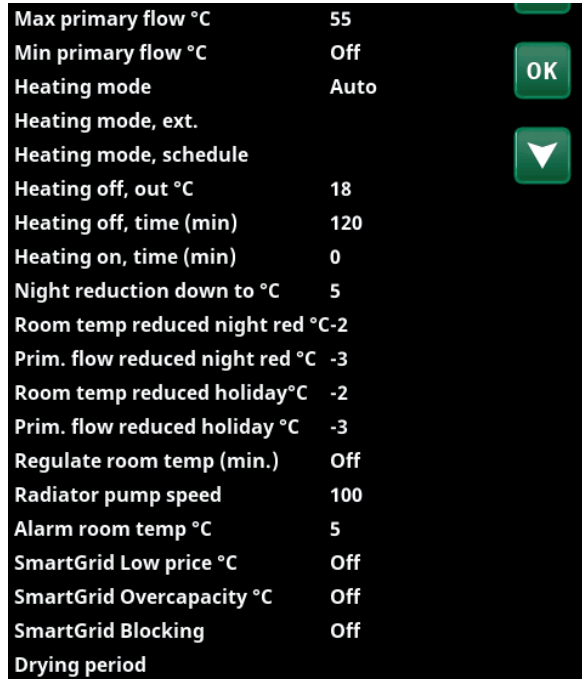 Max primary flow °C 55
Min primary flow °C Off
OK
Heating mode Auto
Heating mode, ext.
Heating mode, schedule
Heating off, out °C 18
Heating off, time (min) 120
Heating on, time (min) 0
Night reduction down to °C 5
Room temp reduced night red °C-2
Prim. flow reduced night red °C -3
Room temp reduced holiday°C -2
Prim. flow reduced holiday °C -3
Regulate room temp (min.) Off
Radiator pump speed 100
Alarm room temp °C 5
SmartGrid Low price °C Off
SmartGrid Overcapacity °C Off
SmartGrid Blocking Off
Drying period